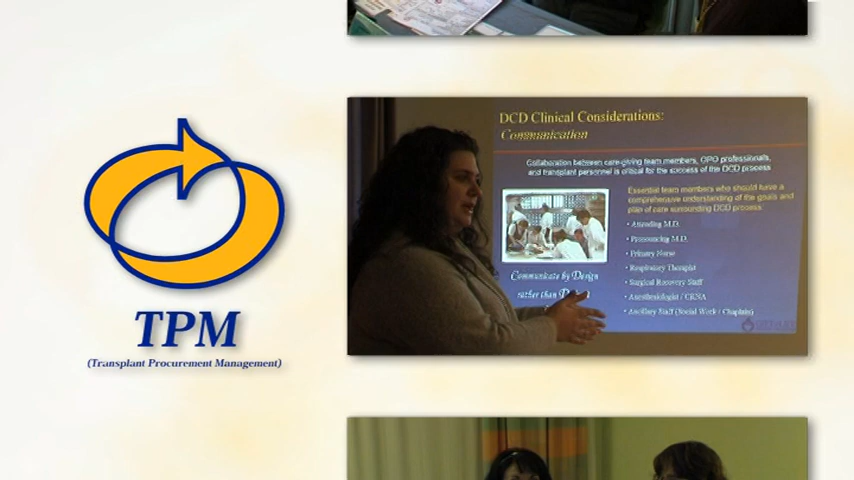 TPM
(Transplant Procurement Management)
DCD Clinical Considerations:
Communication
Collaboration between care-giving team members, OPO professionals,
and transplant personnel is critical for the success of the DCD process
Essential team members who should have a
comprehensive understanding of the goals and
plan of care surrounding DCD process
• Attending M.D.
• Pronouncing M.D.
• Primary Nurse
• Respiratory Therapist
• Surgical Recovery Staff
• Anesthesiologist / CRNA
• Ancillary Staff (Social Work / Chaplain)
Communicate by Design
rather than